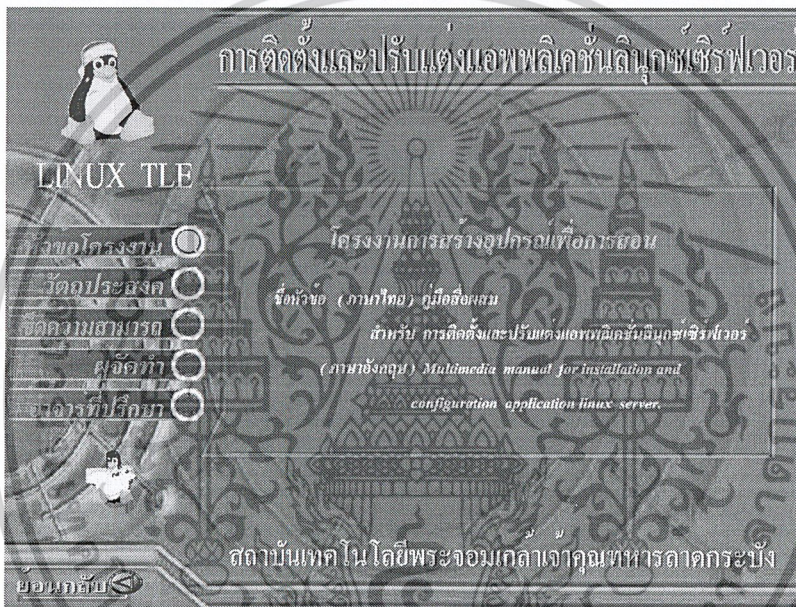 การติดตั้งและปรับแต่งแอพพลิเคชั่นลินุกซ์เซิร์ฟเวอร์
LINUX TLE
หัวขอโครงงาน
วัตถุประสงค
ขีดความสามารถ
ผูจัดทำ
อาจารที่ปรึกษา
โครงงานการสร้างอุปกรณ์เพื่อการสอน
ชื่อหัวข้อ (ภาษาไทย) คู่มือสื่อผสม
สำหรับ การติดตั้งและปรับแต่งแอพพลิเคชั่นลินุกซ์เซิร์ฟเวอร์
(ภาษาอังกฤษ) Multimedia manual for installation and
configuration application linux server.
สถาบันเทคโนโลยีพระจอมเกล้าเจ้าคุณทหารลาดกระบัง
ย้อนกลับ